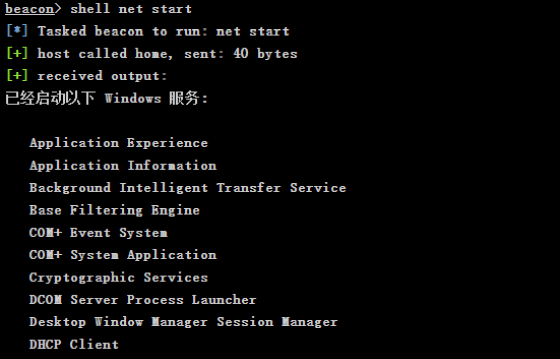 beacon> shell net start
[*] Tasked beacon to run: net start
[+] host called home, sent: 40 bytes
[+] received output:
已经启动以下 Windows 服务:
Application Experience
Application Information
Background Intelligent Transfer Service
Base Filtering Engine
COM+ Event System
COM+ System Application
Cryptographic Services
DCOM Server Process Launcher
Desktop Window Manager Session Manager
DHCP Client